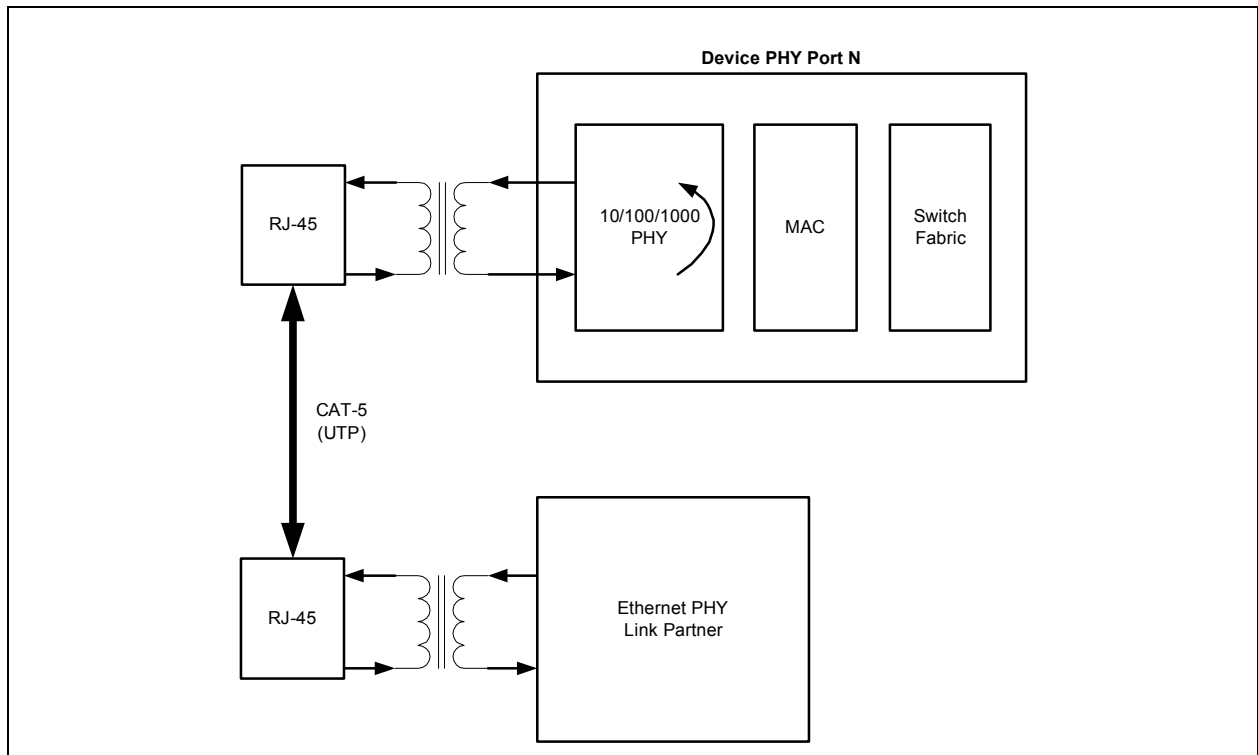 Device PHY Port N
RJ-45
10/100/1000
PHY
MAC
Switch
Fabric
CAT-5
(UTP)
RJ-45
Ethernet PHY
Link Partner